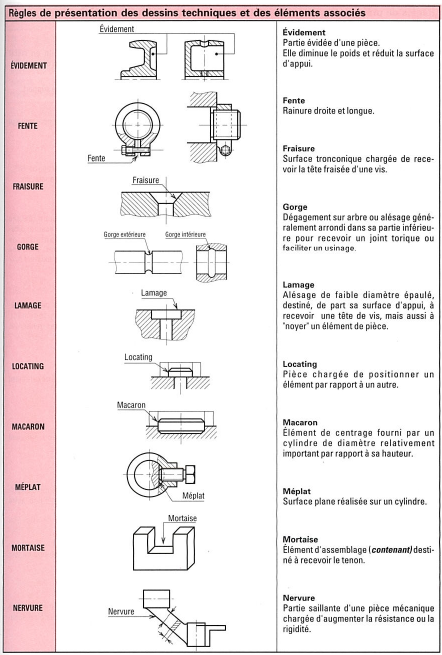 Règles de présentation des dessins techniques et des éléments associés
ÉVIDEMENT
Évidement
Évidement
Partie évidée d'une pièce.
Elle diminue le poids et réduit la surface
d'appui.
FENTE
Fente
Fente
Rainure droite et longue.
FRAISURE
Fraisure
Fraisure
Surface tronconique chargée de rece-
voir la tête fraisée d'une vis.
GORGE
Gorge extérieure
Gorge intérieure
Gorge
Dégagement sur arbre ou alésage géné-
ralement arrondi dans sa partie inférieu-
re pour recevoir un joint torique ou
faciliter un usinage.
LAMAGE
Lamage
Lamage
Alésage de faible diamètre épaulé,
destiné, de part sa surface d'appui, à
recevoir une tête de vis, mais aussi à
"noyer" un élément de pièce.
LOCATING
Locating
Locating
Pièce chargée de positionner un
élément par rapport à un autre.
MACARON
Macaron
Macaron
Élément de centrage fourni par un
cylindre de diamètre relativement
important par rapport à sa hauteur.
MÉPLAT
Méplat
Méplat
Surface plane réalisée sur un cylindre.
MORTAISE
Mortaise
Mortaise
Élément d'assemblage (contenant) desti-
né à recevoir le tenon.
NERVURE
Nervure
Nervure
Partie saillante d'une pièce mécanique
chargée d'augmenter la résistance ou la
rigidité.